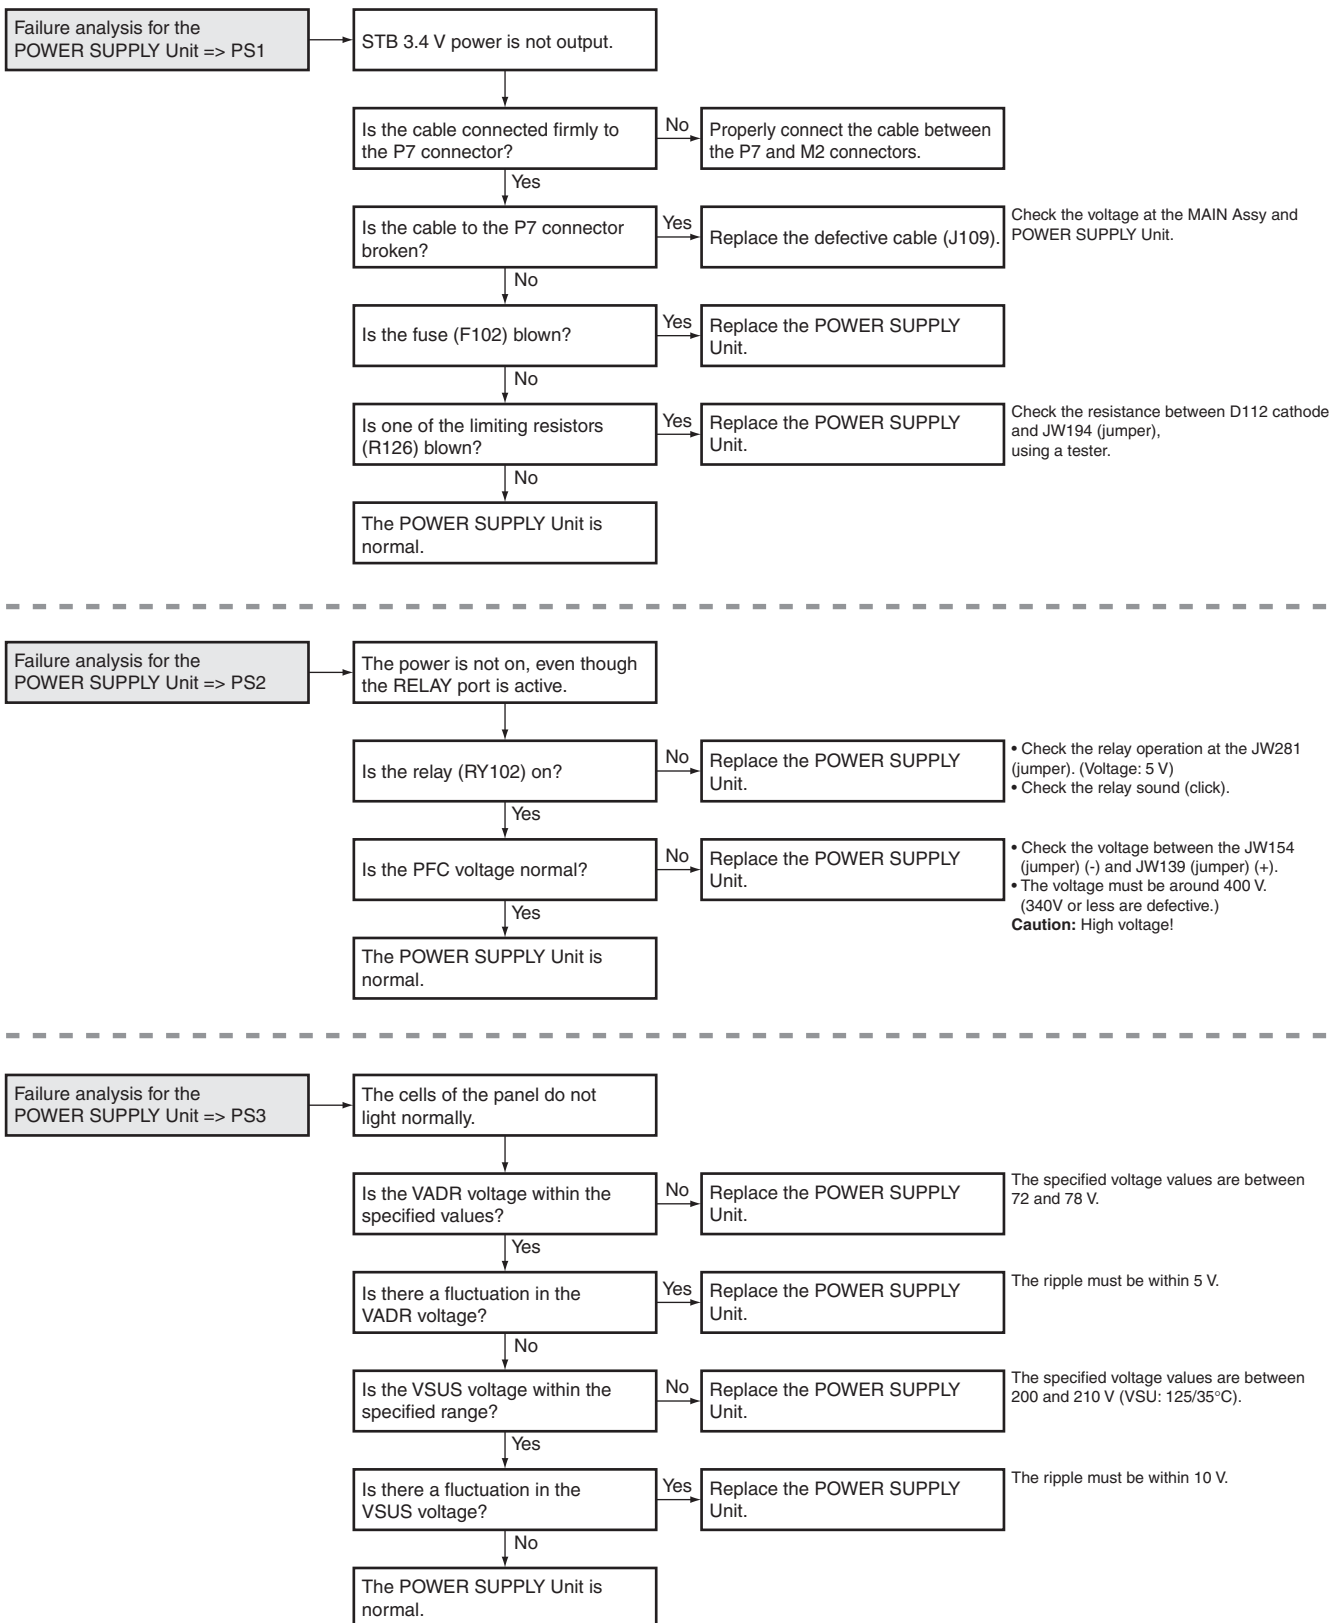 Failure analysis for the
POWER SUPPLY Unit => PS1
STB 3.4 V power is not output.
Is the cable connected firmly to
the P7 connector?
No
Properly connect the cable between
the P7 and M2 connectors.
Yes
Is the cable to the P7 connector
broken?
Yes
Replace the defective cable (J109).
Check the voltage at the MAIN Assy and
POWER SUPPLY Unit.
No
Is the fuse (F102) blown?
Yes
Replace the POWER SUPPLY
Unit.
No
Is one of the limiting resistors
(R126) blown?
Yes
Replace the POWER SUPPLY
Unit.
Check the resistance between D112 cathode
and JW194 (jumper),
using a tester.
No
The POWER SUPPLY Unit is
normal.
Failure analysis for the
POWER SUPPLY Unit => PS2
The power is not on, even though
the RELAY port is active.
Is the relay (RY102) on?
No
Replace the POWER SUPPLY
Unit.
• Check the relay operation at the JW281
(jumper). (Voltage: 5 V)
• Check the relay sound (click).
Yes
Is the PFC voltage normal?
No
Replace the POWER SUPPLY
Unit.
• Check the voltage between the JW154
(jumper) (-) and JW139 (jumper) (+).
• The voltage must be around 400 V.
(340V or less are defective.)
Caution: High voltage!
Yes
The POWER SUPPLY Unit is
normal.
Failure analysis for the
POWER SUPPLY Unit => PS3
The cells of the panel do not
light normally.
Is the VADR voltage within the
specified values?
No
Replace the POWER SUPPLY
Unit.
The specified voltage values are between
72 and 78 V.
Yes
Is there a fluctuation in the
VADR voltage?
Yes
Replace the POWER SUPPLY
Unit.
The ripple must be within 5 V.
No
Is the VSUS voltage within the
specified range?
No
Replace the POWER SUPPLY
Unit.
The specified voltage values are between
200 and 210 V (VSU: 125/35°C).
Yes
Is there a fluctuation in the
VSUS voltage?
Yes
Replace the POWER SUPPLY
Unit.
The ripple must be within 10 V.
No
The POWER SUPPLY Unit is
normal.